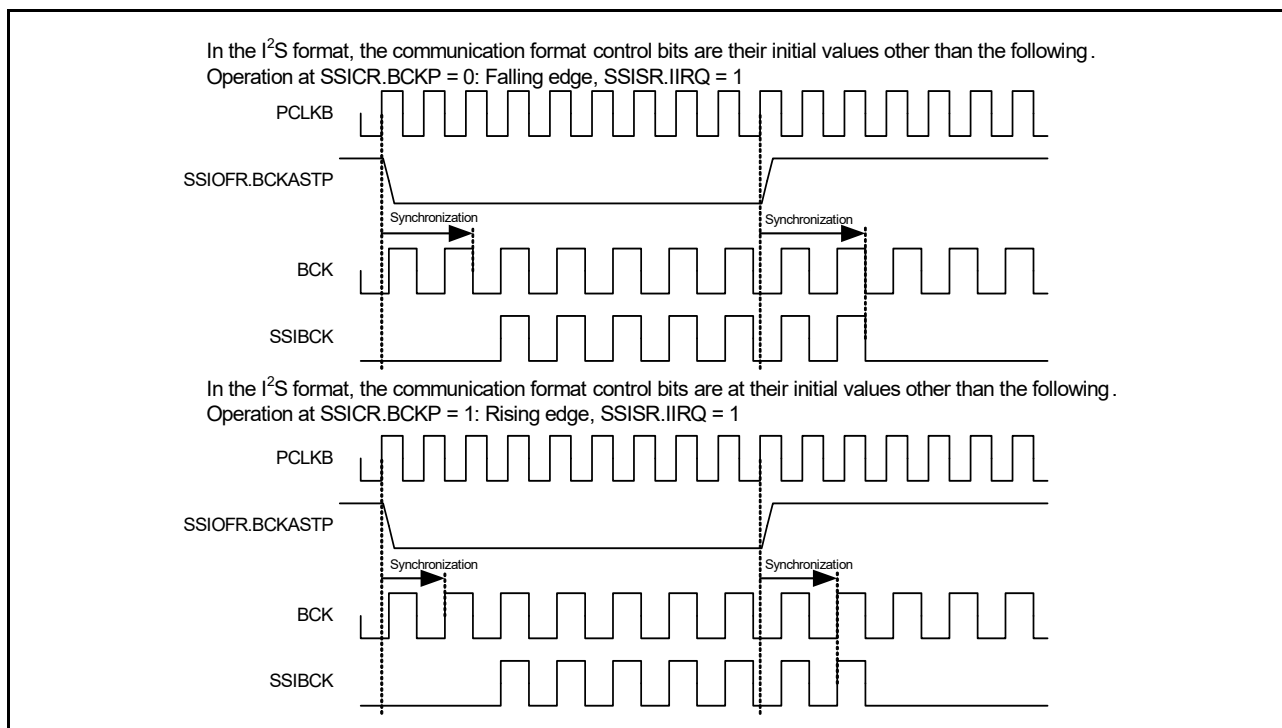 In the I²S format, the communication format control bits are their initial values other than the following.
Operation at SSICR.BCKP = 0: Falling edge, SSISR.IIRQ = 1
PCLKB
SSIOFR.BCKASTP
Synchronization Synchronization
BCK
SSIBCK
In the I²S format, the communication format control bits are at their initial values other than the following.
Operation at SSICR.BCKP = 1: Rising edge, SSISR.IIRQ = 1
PCLKB
SSIOFR.BCKASTP
Synchronization Synchronization
BCK
SSIBCK